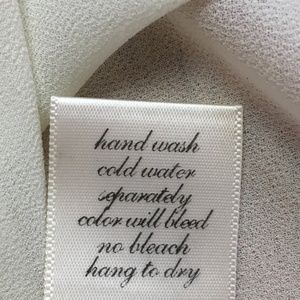 hand wash
cold water
separately
color will bleed
no bleach
hang to dry